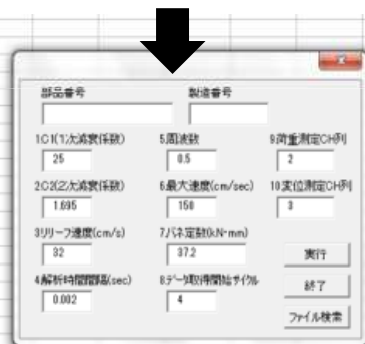 部品番号 製造番号
1C1(1次減衰係数) 5周波数 9荷重測定CH列
25 0.5 2
2C2(2次減衰係数) 6最大速度(cm/sec) 10変位測定CH列
1.695 150 3
3リリーフ速度(cm/s) 7バネ定数(kN・mm)
32 37.2 実行
4解析時間間隔(sec) 8データ取得開始サイクル
0.002 4 終了
ファイル検索